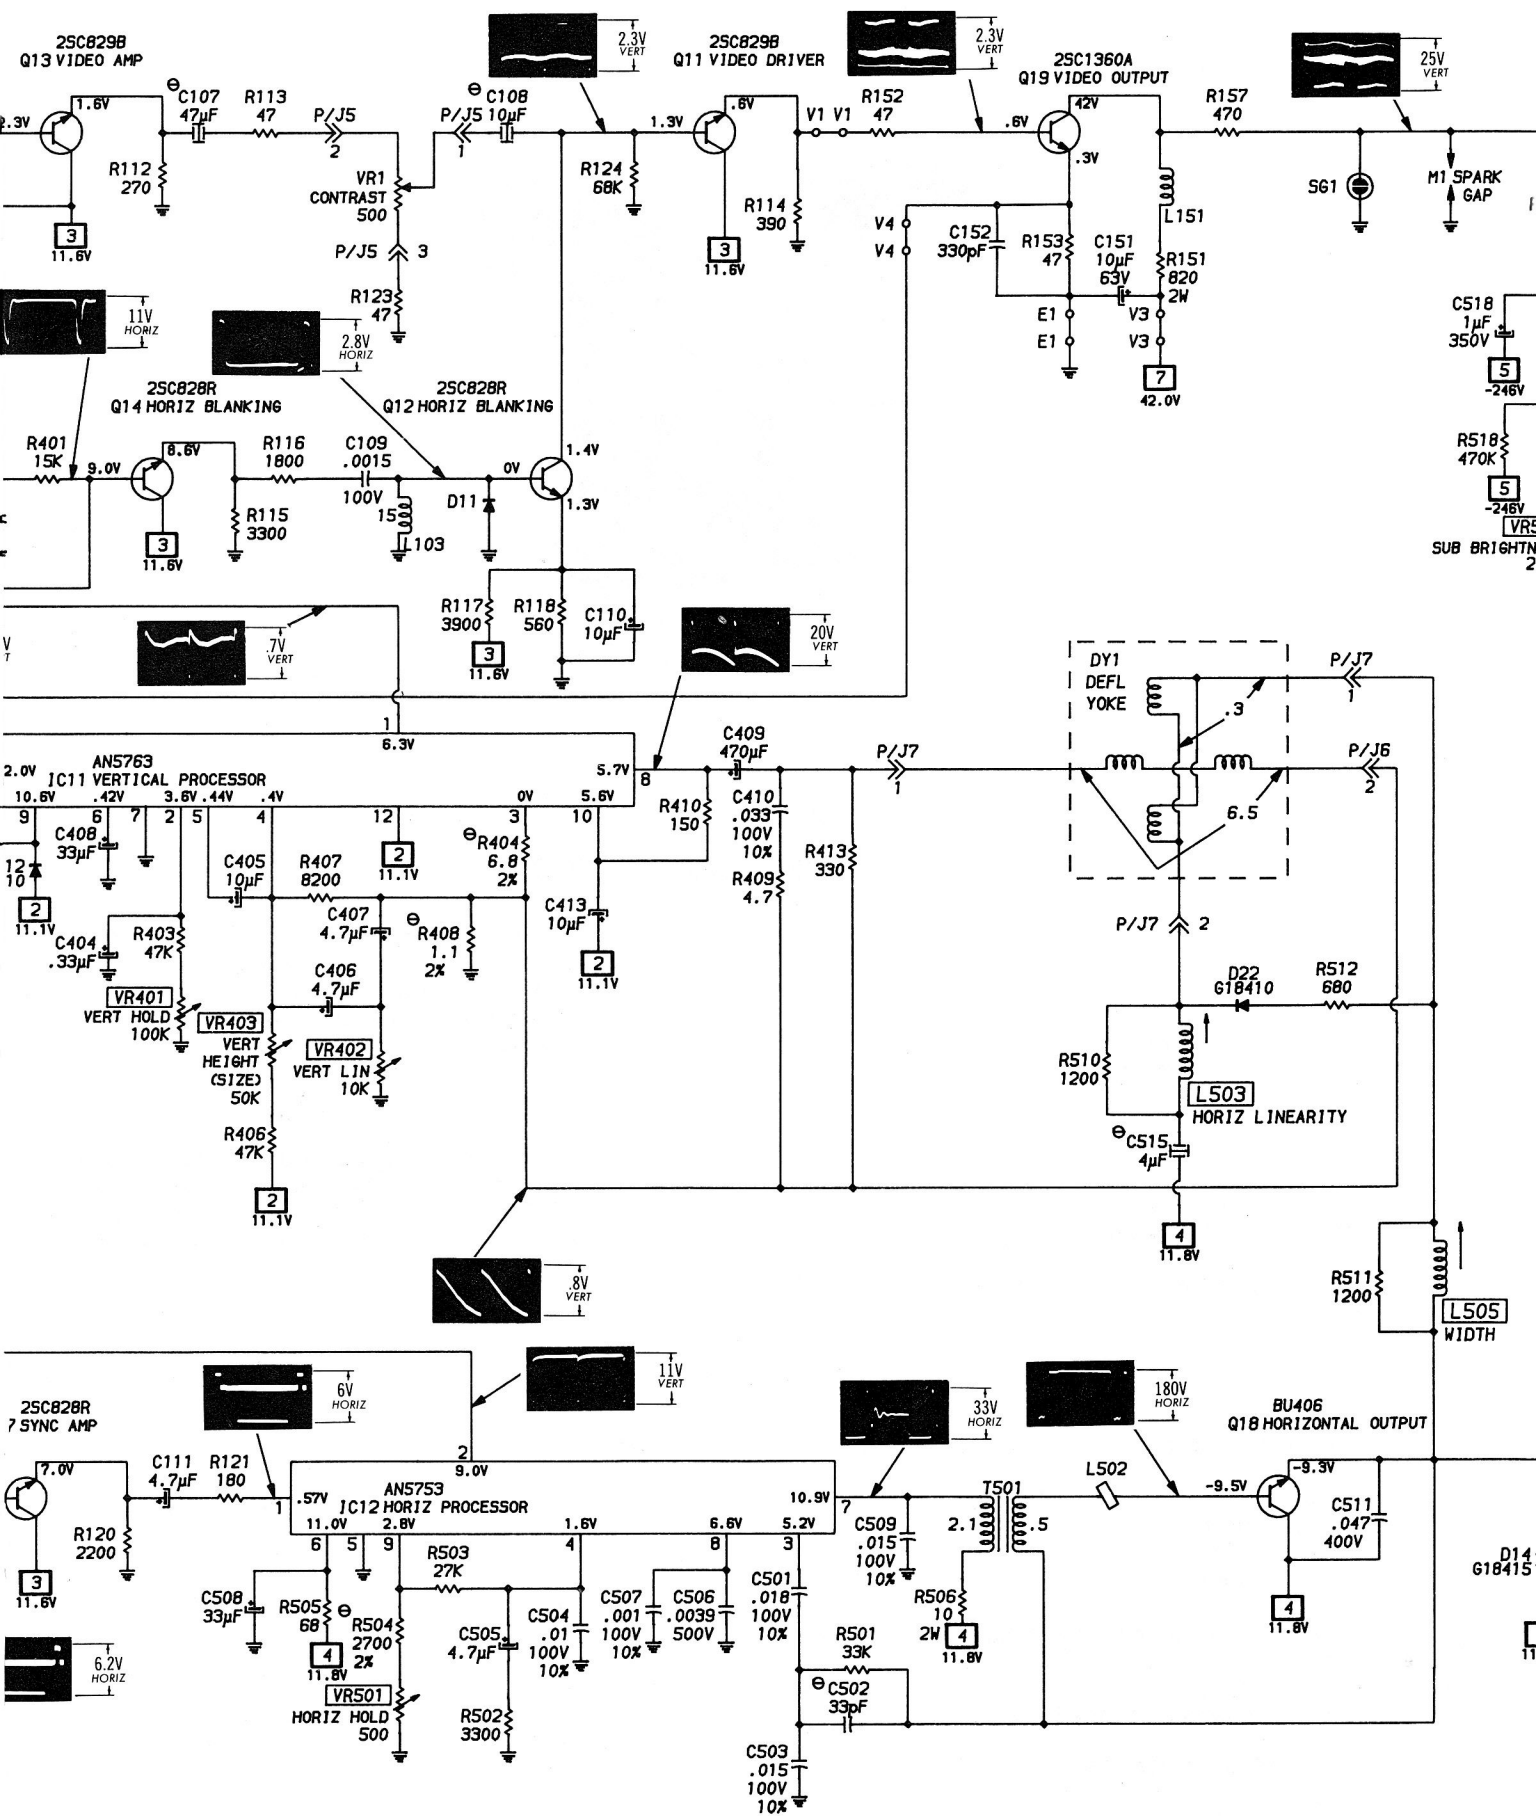 2SC829B
Q13 VIDEO AMP
1.6V
2.3V
C107
47µF
R113
47
P/J5
2
R112
270
3
11.6V
VR1
CONTRAST
500
P/J5 3
R123
47
P/J5
1
C108
10µF
2.3V
VERT
R124
68K
2SC829B
Q11 VIDEO DRIVER
1.3V
.6V
3
11.6V
R114
390
V1 V1
R152
47
2.3V
VERT
2SC1360A
Q19 VIDEO OUTPUT
42V
.6V
.3V
V4
V4
C152
330pF
R153
47
C151
10µF
63V
L151
R151
820
2W
E1
E1
V3
V3
7
42.0V
R157
470
25V
VERT
SG1
M1 SPARK
GAP
C518
1µF
350V
5
-246V
R518
470K
5
-246V
VR5
SUB BRIGHTN
2
11V
HORIZ
2.8V
HORIZ
2SC828R
Q14 HORIZ BLANKING
R401
15K
9.0V
8.6V
3
11.6V
R115
3300
R116
1800
C109
.0015
100V
15
L103
D11
2SC828R
Q12 HORIZ BLANKING
0V
1.4V
1.3V
R117
3900
3
11.6V
R118
560
C110
10µF
.7V
VERT
20V
VERT
V
T
1
6.3V
AN5763
IC11 VERTICAL PROCESSOR
2.0V
10.6V
.42V
3.6V
.44V
.4V
0V
5.6V
5.7V
9
6
7
2
5
4
12
3
10
8
12
10
2
11.1V
C408
33µF
C404
.33µF
R403
47K
VR401
VERT HOLD
100K
C405
10µF
R407
8200
2
11.1V
C407
4.7µF
C406
4.7µF
VR403
VERT
HEIGHT
(SIZE)
50K
R406
47K
2
11.1V
VR402
VERT LIN
10K
R408
1.1
2%
R404
6.8
2%
C413
10µF
2
11.1V
R410
150
C409
470µF
C410
.033
100V
10%
R409
4.7
R413
330
P/J7
1
DY1
DEFL
YOKE
.3
6.5
P/J7
1
P/J6
2
P/J7 2
D22
G18410
R512
680
R510
1200
L503
HORIZ LINEARITY
C515
4µF
4
11.8V
R511
1200
L505
WIDTH
.8V
VERT
2SC828R
7 SYNC AMP
7.0V
3
11.6V
R120
2200
C111
4.7µF
R121
180
6V
HORIZ
11V
VERT
2
9.0V
1
.57V
AN5753
IC12 HORIZ PROCESSOR
11.0V
2.8V
1.6V
6.6V
5.2V
10.9V
6
5
9
4
8
3
7
C508
33µF
R505
68
4
11.8V
R504
2700
2%
VR501
HORIZ HOLD
500
R503
27K
C505
4.7µF
R502
3300
C504
.01
100V
10%
C507
.001
100V
10%
C506
.0039
500V
C501
.018
100V
10%
R501
33K
C502
33pF
C503
.015
100V
10%
C509
.015
100V
10%
33V
HORIZ
T501
2.1
.5
R506
10
2W
4
11.8V
L502
180V
HORIZ
BU406
Q18 HORIZONTAL OUTPUT
-9.3V
-9.5V
4
11.8V
C511
.047
400V
D14
G18415
11
6.2V
HORIZ